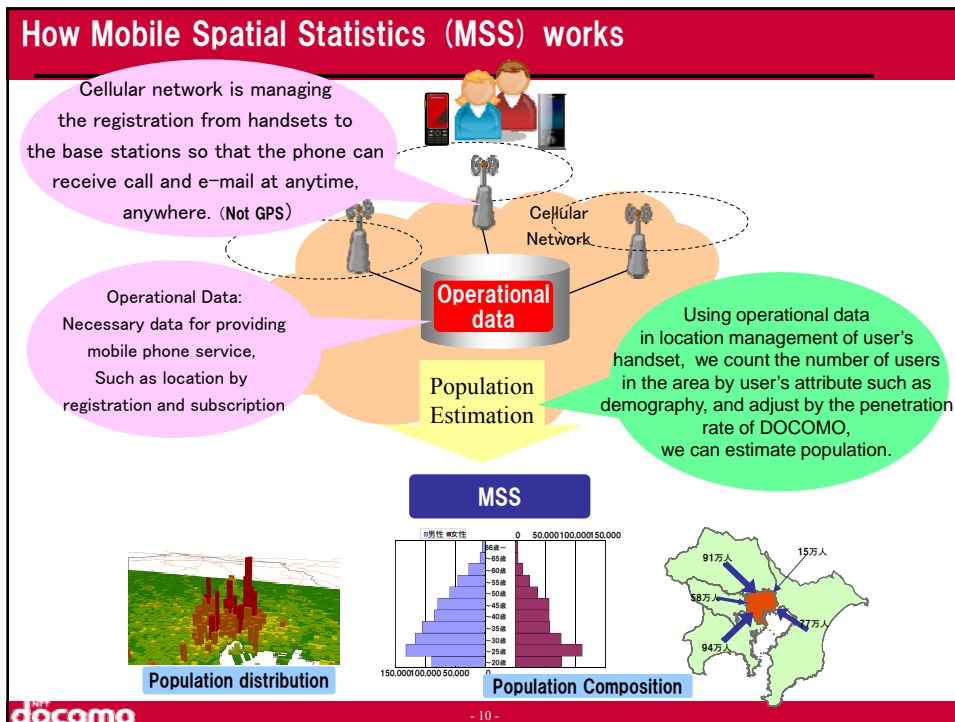 How Mobile Spatial Statistics (MSS) works
Cellular network is managing
the registration from handsets to
the base stations so that the phone can
receive call and e-mail at anytime,
anywhere. (Not GPS)
Cellular
Network
Operational Data:
Necessary data for providing
mobile phone service,
Such as location by
registration and subscription
Operational
data
Using operational data
in location management of user's
handset, we count the number of users
in the area by user's attribute such as
demography, and adjust by the penetration
rate of DOCOMO,
we can estimate population.
Population
Estimation
MSS
男性 女性
0 50,000 100,000 150,000
66歳～
～65歳
～60歳
～55歳
～50歳
～45歳
～40歳
～35歳
～30歳
～25歳
～20歳
150,000 100,000 50,000 0
91万人
15万人
58万人
77万人
94万人
Population distribution
Population Composition
NTT
docomo
- 10 -